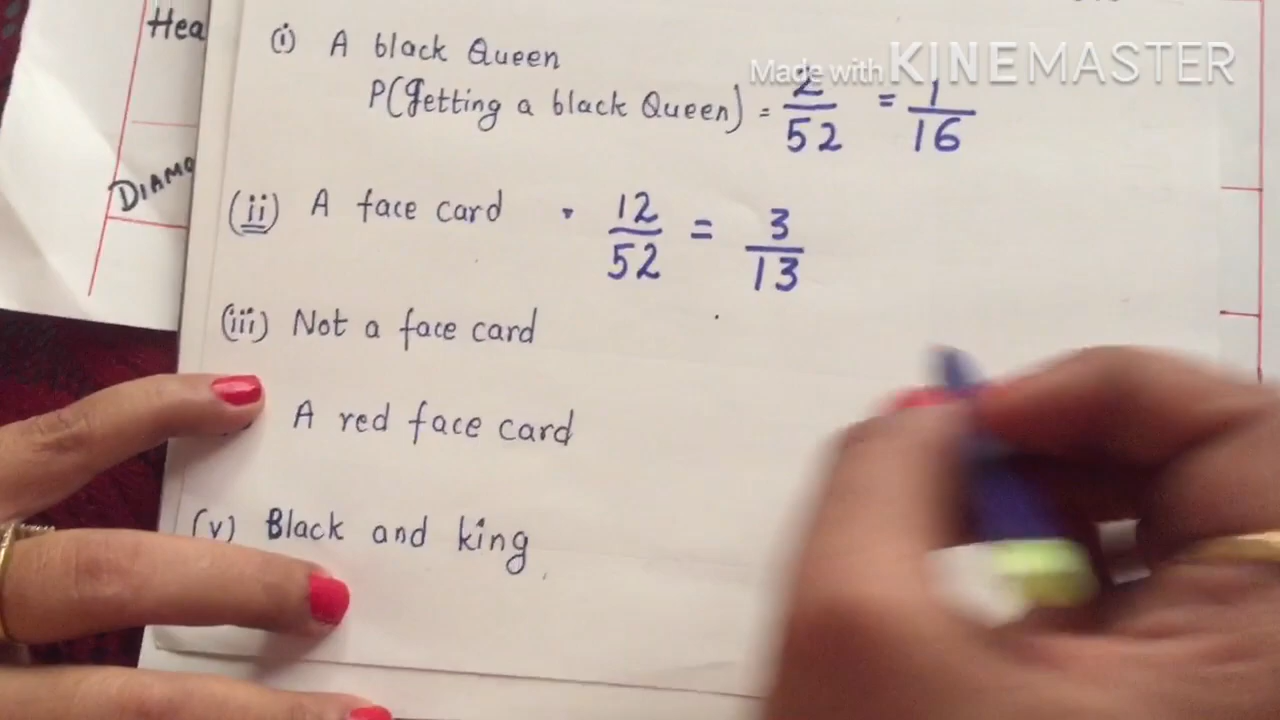 Hea
(i) A black Queen
Made with KINEMASTER
P(Getting a black Queen) = 2/52 = 1/16
DIAMO
(ii) A face card . 12/52 = 3/13
(iii) Not a face card
A red face card
(v) Black and king